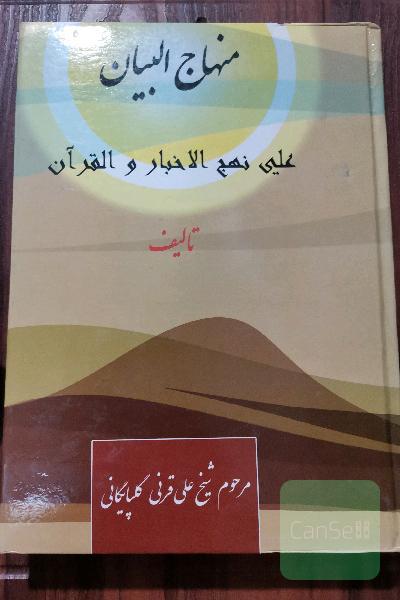 منهاج البیان
علی نهج الاخبار و القرآن
تالیف
مرحوم شیخ علی قرنی گلپایگانی
CanSell